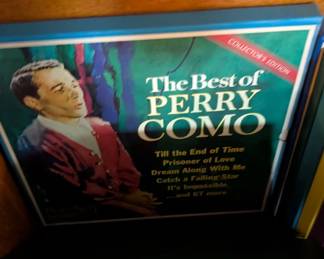 COLLECTOR'S EDITION
The Best of
PERRY
COMO
Till the End of Time
Prisoner of Love
Dream Along With Me
Catch a Falling Star
It's Impossible,
...and 67 more